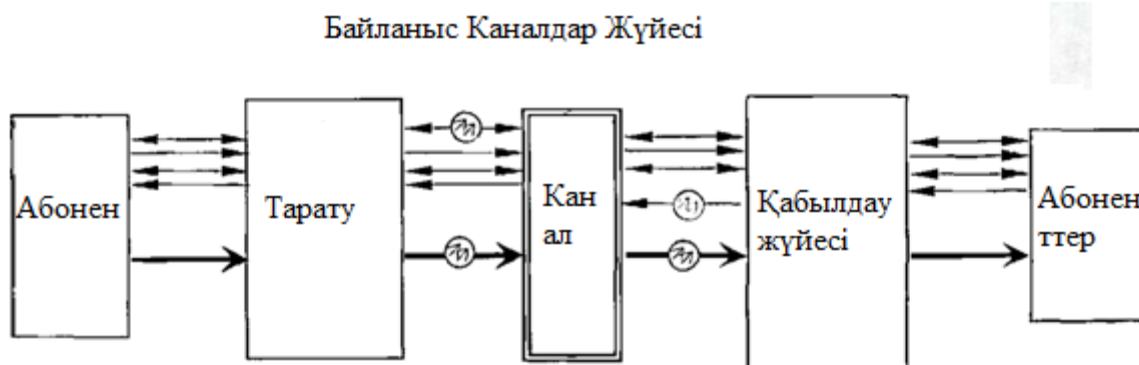 Байланыс Каналдар Жүйесі
Абонен
Тарату
Кан
ал
Қабылдау
жүйесі
Абонен
ттер